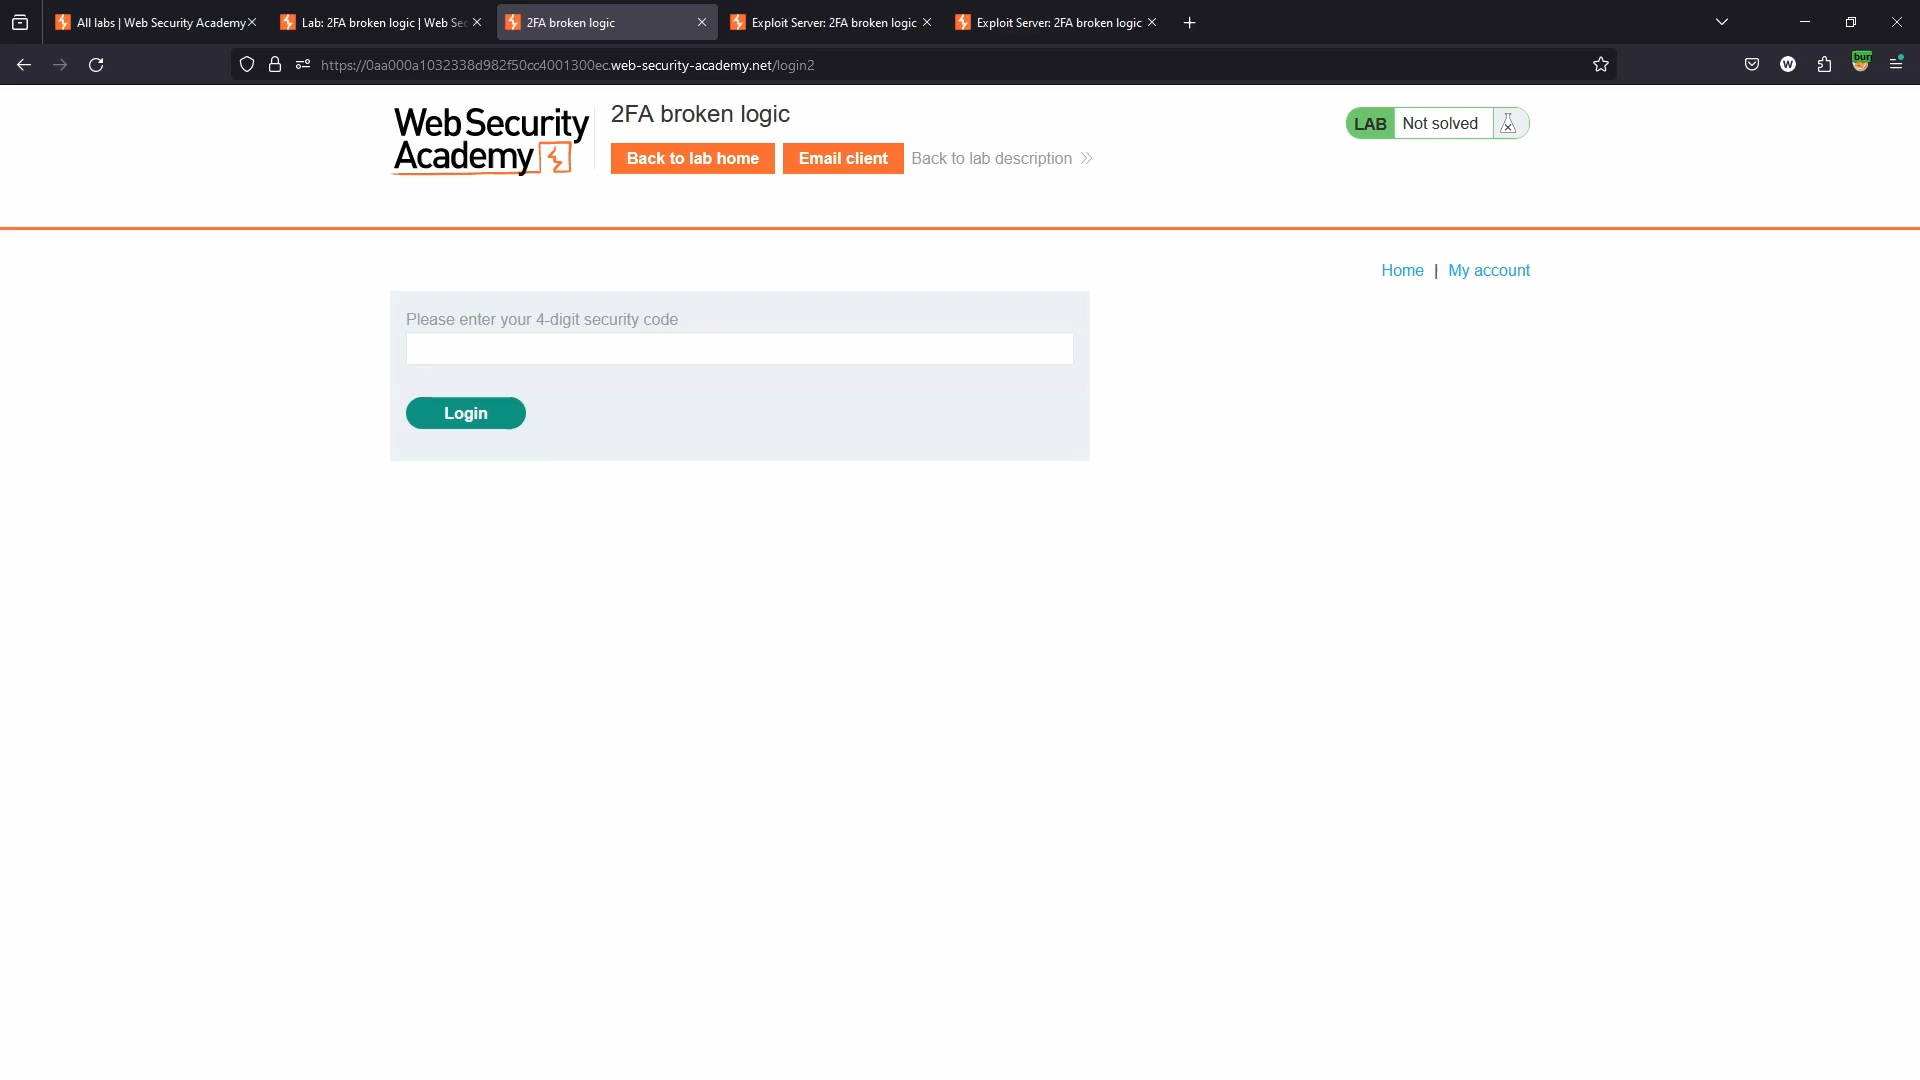 All labs | Web Security Academy
Lab: 2FA broken logic | Web Sec
2FA broken logic
Exploit Server: 2FA broken logic
Exploit Server: 2FA broken logic
https://0aa000a1032338d982f50cc4001300ec.web-security-academy.net/login2
W
bur
Web Security
Academy
2FA broken logic
Back to lab home
Email client
Back to lab description
LAB
Not solved
Home | My account
Please enter your 4-digit security code
Login